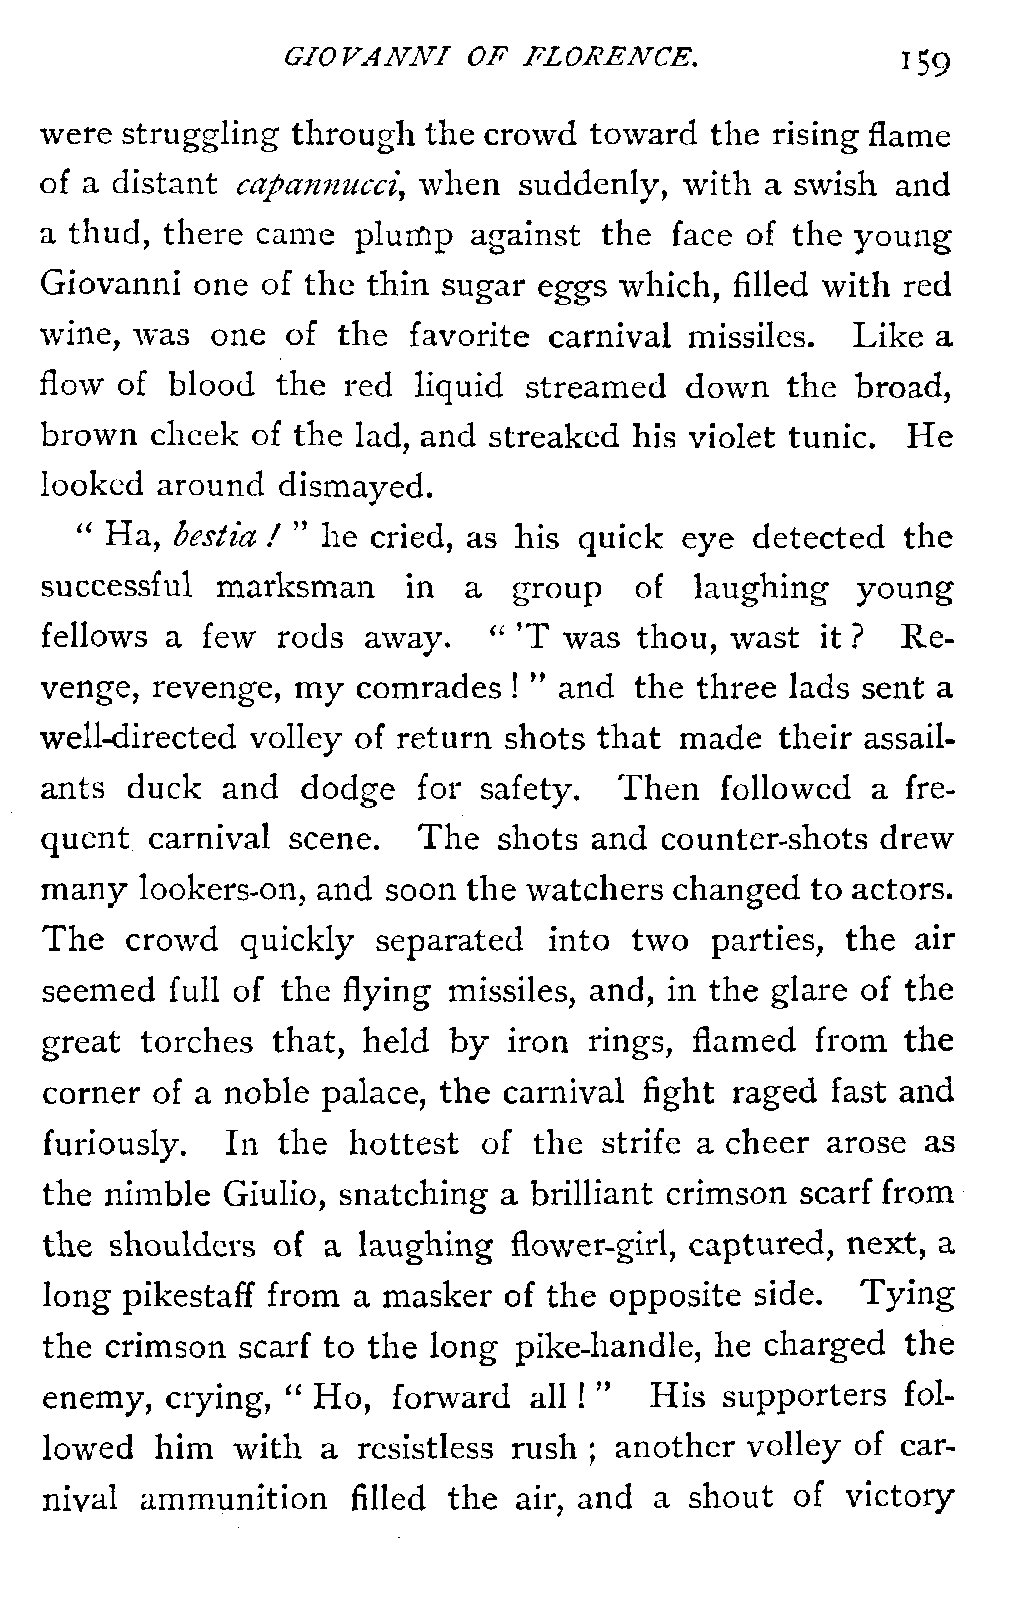 GIOVANNI OF FLORENCE. 159
were struggling through the crowd toward the rising flame
of a distant capannucci, when suddenly, with a swish and
a thud, there came plump against the face of the young
Giovanni one of the thin sugar eggs which, filled with red
wine, was one of the favorite carnival missiles. Like a
flow of blood the red liquid streamed down the broad,
brown cheek of the lad, and streaked his violet tunic. He
looked around dismayed.
“ Ha, bestia ! ” he cried, as his quick eye detected the
successful marksman in a group of laughing young
fellows a few rods away. “ 'T was thou, wast it ? Re-
venge, revenge, my comrades ! ” and the three lads sent a
well-directed volley of return shots that made their assail-
ants duck and dodge for safety. Then followed a fre-
quent carnival scene. The shots and counter-shots drew
many lookers-on, and soon the watchers changed to actors.
The crowd quickly separated into two parties, the air
seemed full of the flying missiles, and, in the glare of the
great torches that, held by iron rings, flamed from the
corner of a noble palace, the carnival fight raged fast and
furiously. In the hottest of the strife a cheer arose as
the nimble Giulio, snatching a brilliant crimson scarf from
the shoulders of a laughing flower-girl, captured, next, a
long pikestaff from a masker of the opposite side. Tying
the crimson scarf to the long pike-handle, he charged the
enemy, crying, “ Ho, forward all ! ” His supporters fol-
lowed him with a resistless rush ; another volley of car-
nival ammunition filled the air, and a shout of victory